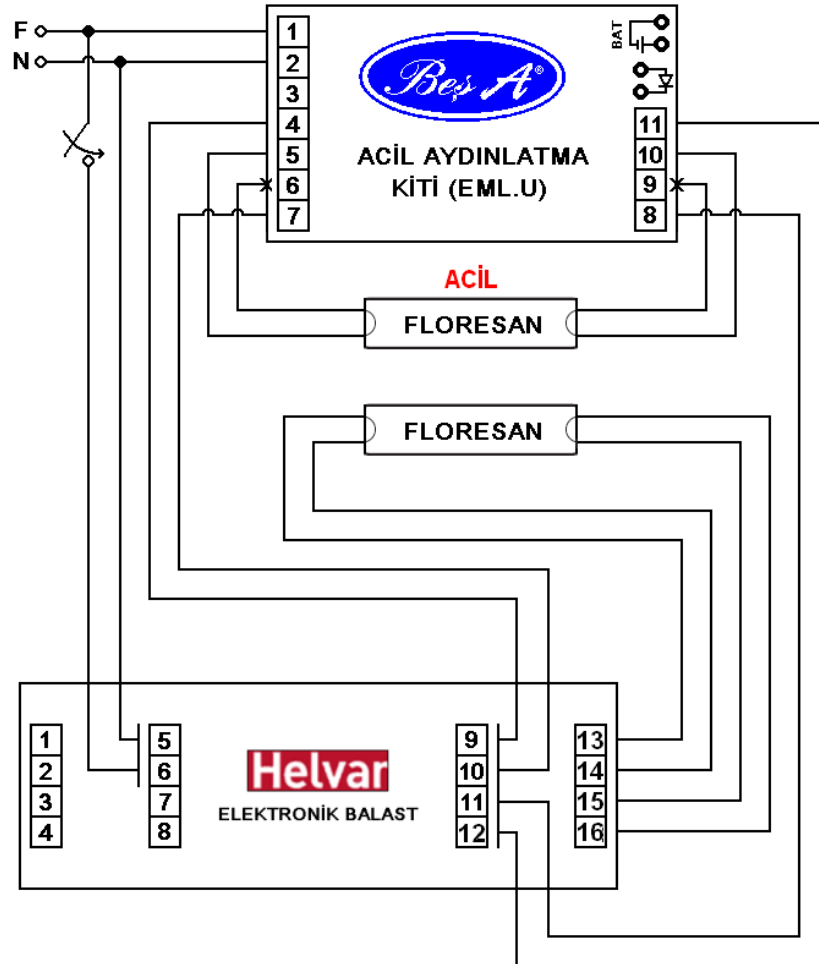 F
N
1
2
3
4
5
6
7
Beş A®
ACİL AYDINLATMA
KİTİ (EML.U)
BAT
11
10
9
8
ACİL
FLORESAN
FLORESAN
1
2
3
4
5
6
7
8
Helvar
ELEKTRONİK BALAST
9
10
11
12
13
14
15
16